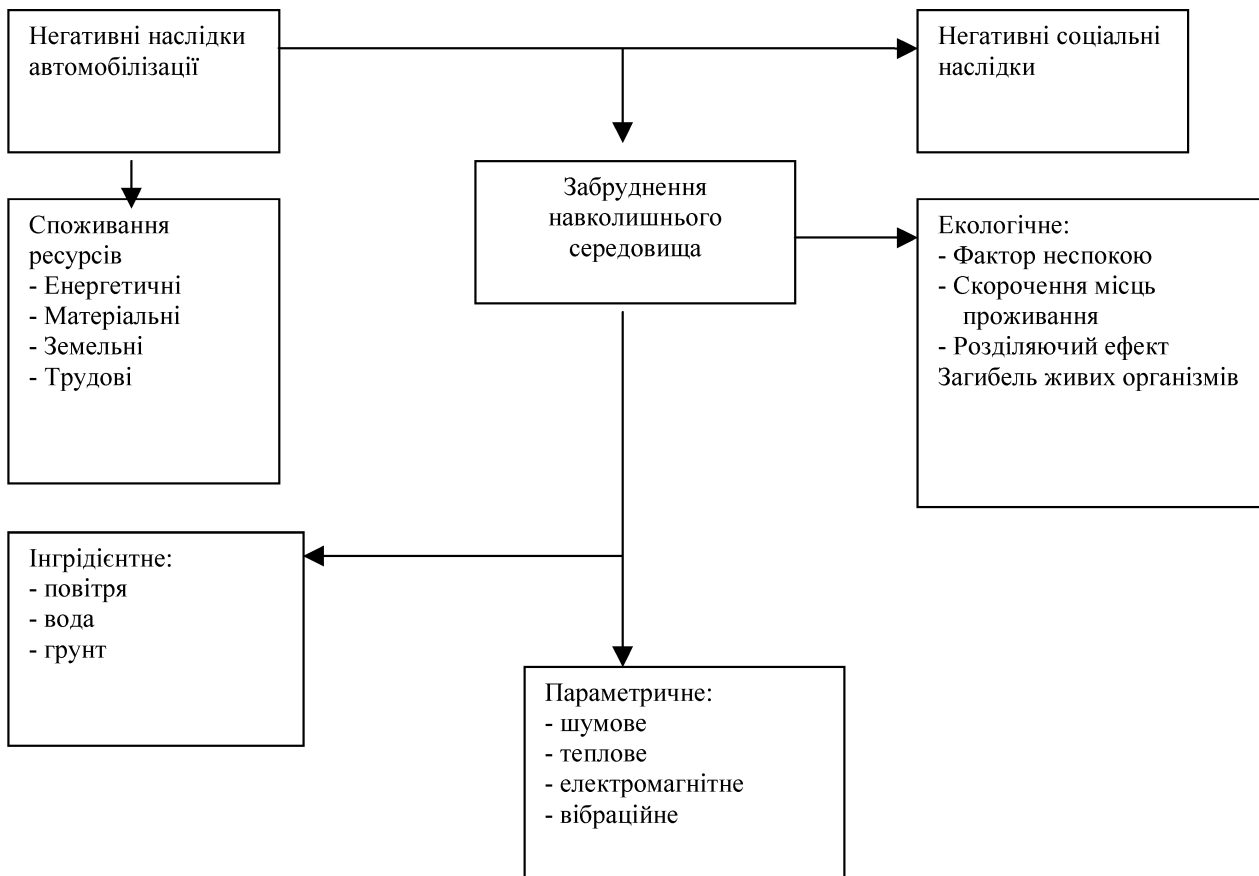 Негативні наслідки
автомобілізації
Негативні соціальні
наслідки
Забруднення
навколишнього
середовища
Споживання
ресурсів
- Енергетичні
- Матеріальні
- Земельні
- Трудові
Екологічне:
- Фактор неспокою
- Скорочення місць
проживання
- Розділяючий ефект
Загибель живих організмів
Інгрідієнтне:
- повітря
- вода
- грунт
Параметричне:
- шумове
- теплове
- електромагнітне
- вібраційне